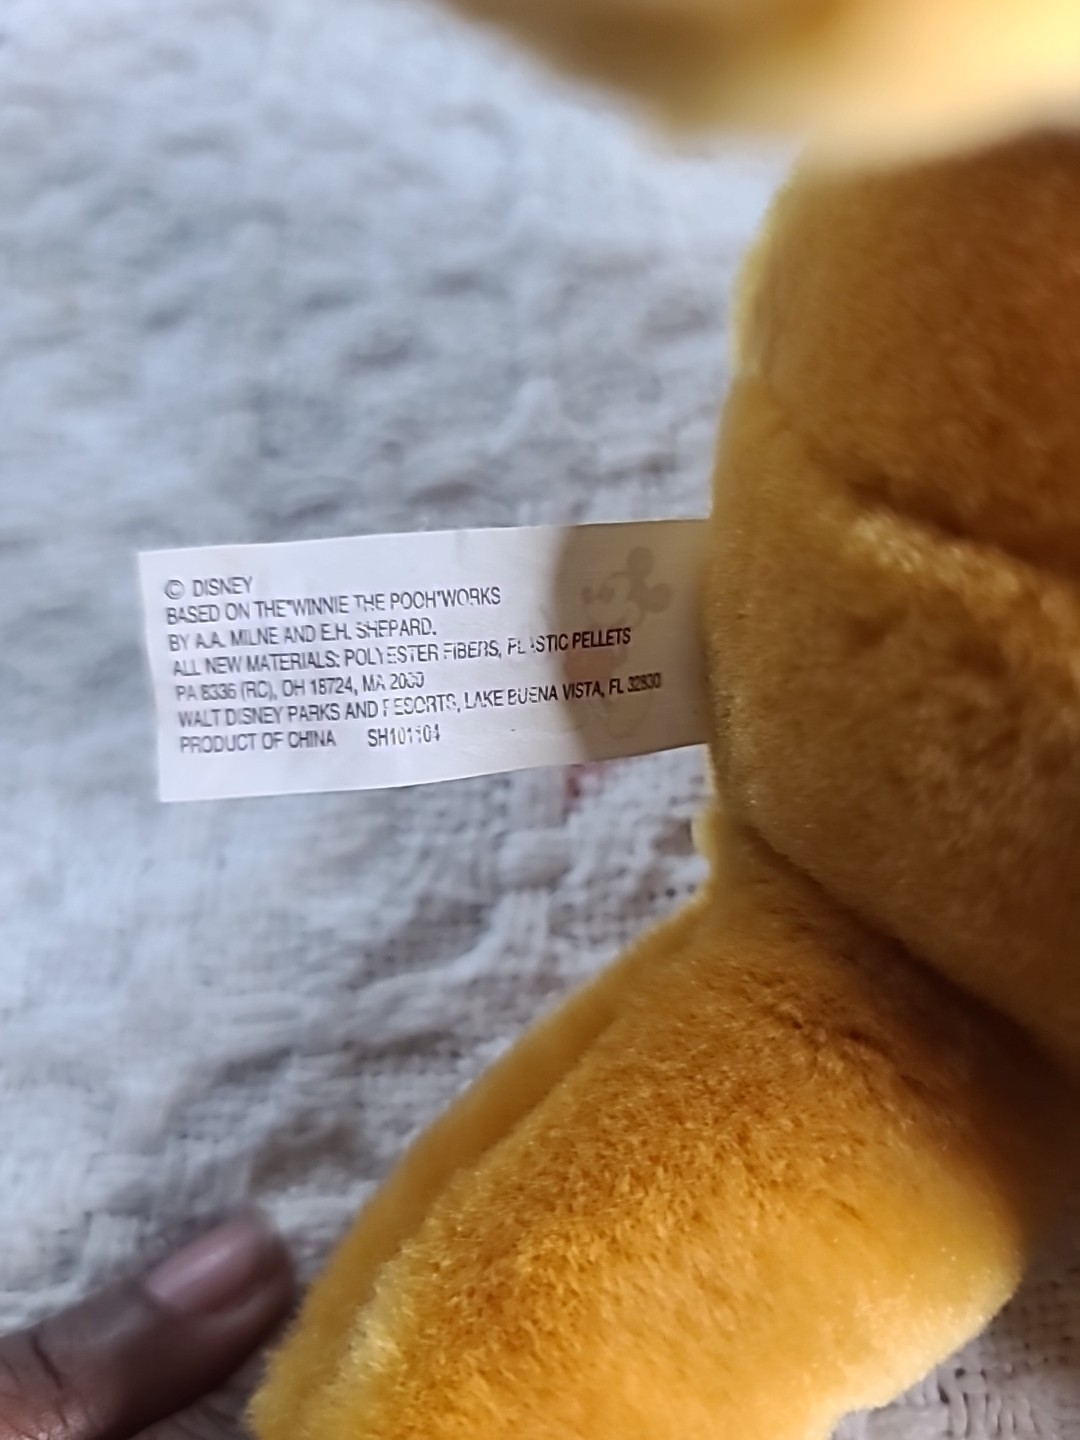 © DISNEY
BASED ON THE"WINNIE THE POOH"WORKS
BY A.A. MILNE AND E.H. SHEPARD.
ALL NEW MATERIALS: POLYESTER FIBERS, PLASTIC PELLETS
PA 8336 (RC), OH 18724, MA 2030
WALT DISNEY PARKS AND RESORTS, LAKE BUENA VISTA, FL 32830
PRODUCT OF CHINA